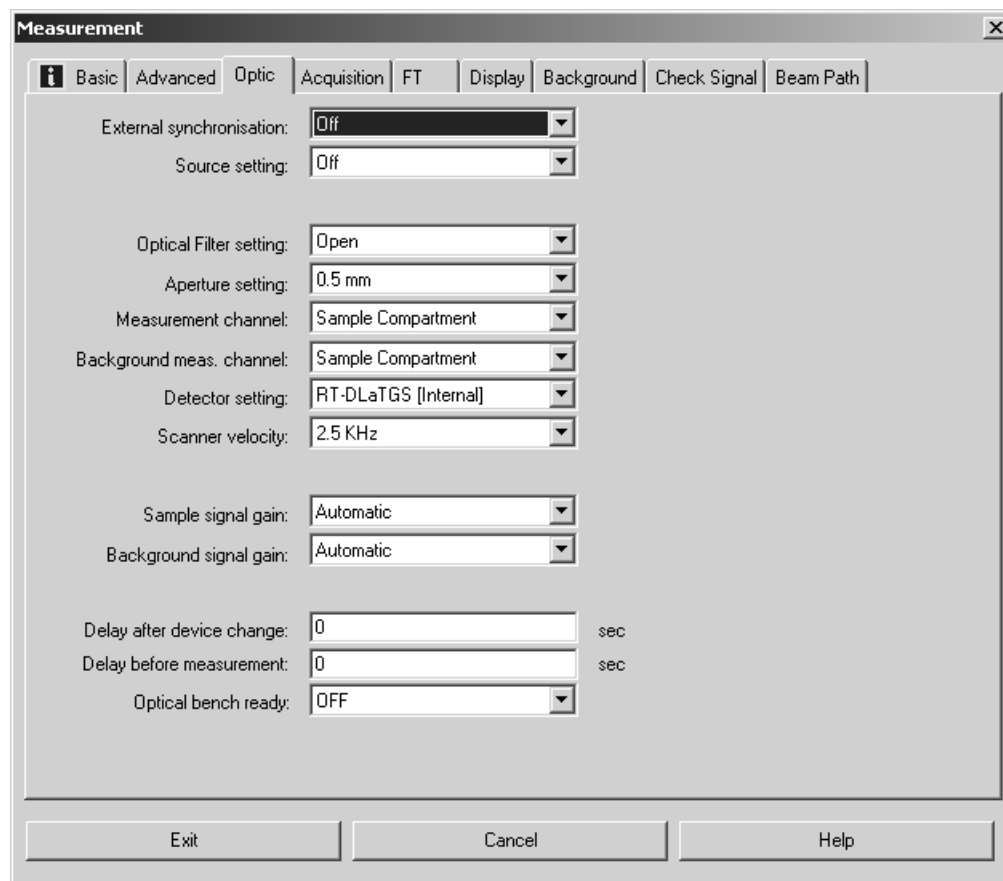 Measurement
i Basic Advanced Optic Acquisition FT Display Background Check Signal Beam Path
External synchronisation: Off
Source setting: Off
Optical Filter setting: Open
Aperture setting: 0.5 mm
Measurement channel: Sample Compartment
Background meas. channel: Sample Compartment
Detector setting: RT-DLaTGS [Internal]
Scanner velocity: 2.5 KHz
Sample signal gain: Automatic
Background signal gain: Automatic
Delay after device change: 0 sec
Delay before measurement: 0 sec
Optical bench ready: OFF
Exit Cancel Help